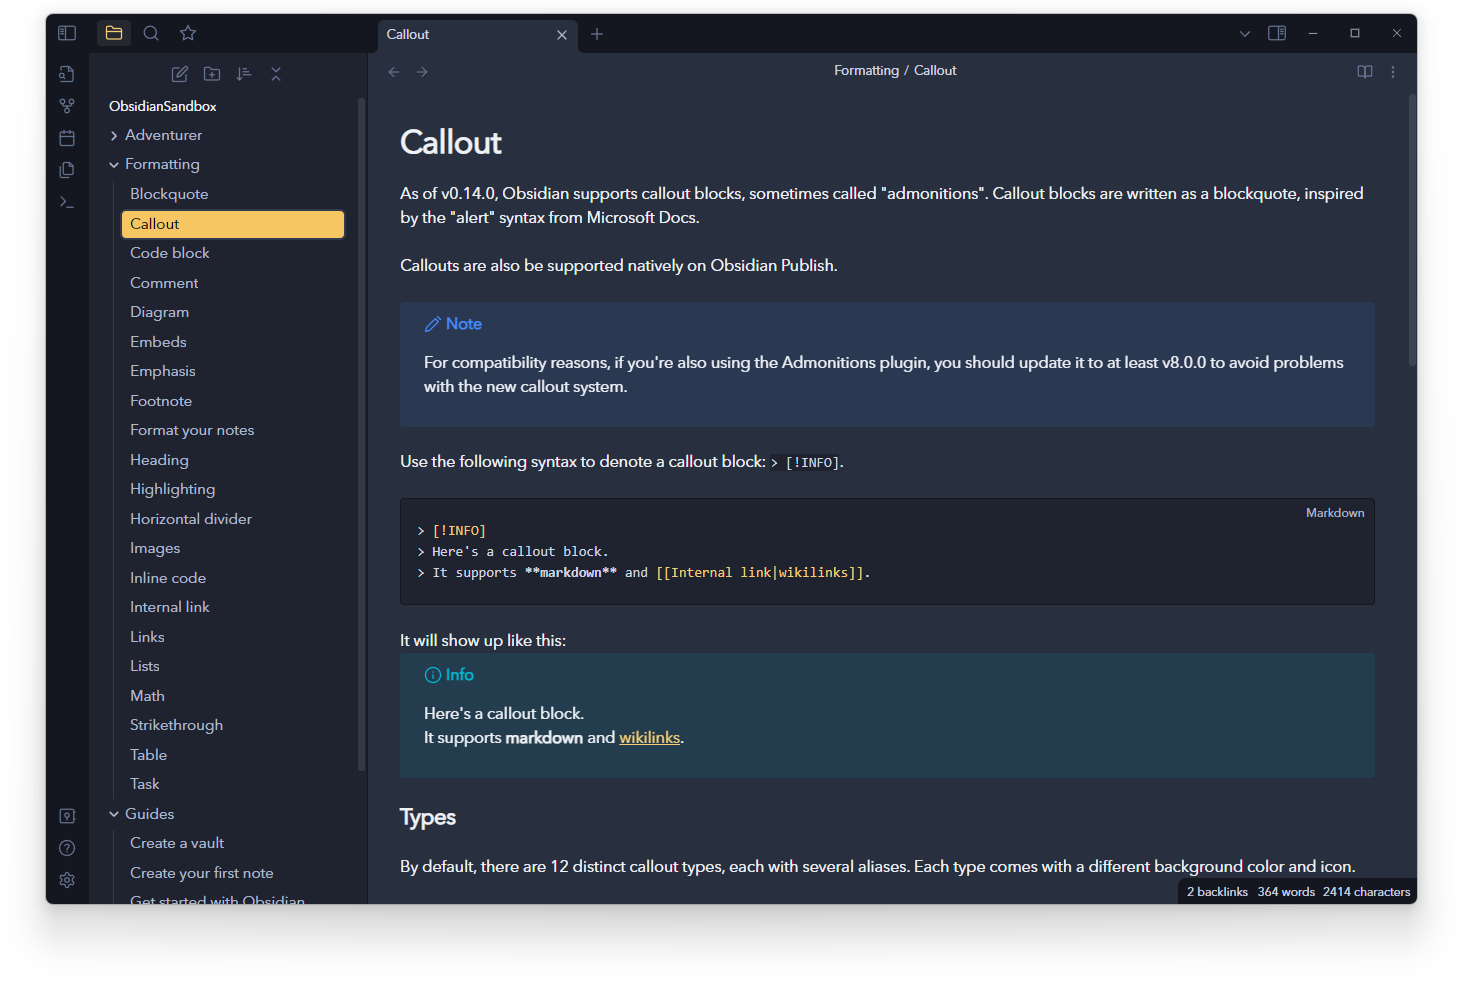 Callout
Formatting / Callout
ObsidianSandbox
Adventurer
Formatting
Blockquote
Callout
Code block
Comment
Diagram
Embeds
Emphasis
Footnote
Format your notes
Heading
Highlighting
Horizontal divider
Images
Inline code
Internal link
Links
Lists
Math
Strikethrough
Table
Task
Guides
Create a vault
Create your first note
Get started with Obsidian
Callout
As of v0.14.0, Obsidian supports callout blocks, sometimes called "admonitions". Callout blocks are written as a blockquote, inspired
by the "alert" syntax from Microsoft Docs.
Callouts are also be supported natively on Obsidian Publish.
Note
For compatibility reasons, if you're also using the Admonitions plugin, you should update it to at least v8.0.0 to avoid problems
with the new callout system.
Use the following syntax to denote a callout block: > [!INFO].
Markdown
> [!INFO]
> Here's a callout block.
> It supports **markdown** and [[Internal link|wikilinks]].
It will show up like this:
Info
Here's a callout block.
It supports markdown and wikilinks.
Types
By default, there are 12 distinct callout types, each with several aliases. Each type comes with a different background color and icon.
2 backlinks 364 words 2414 characters